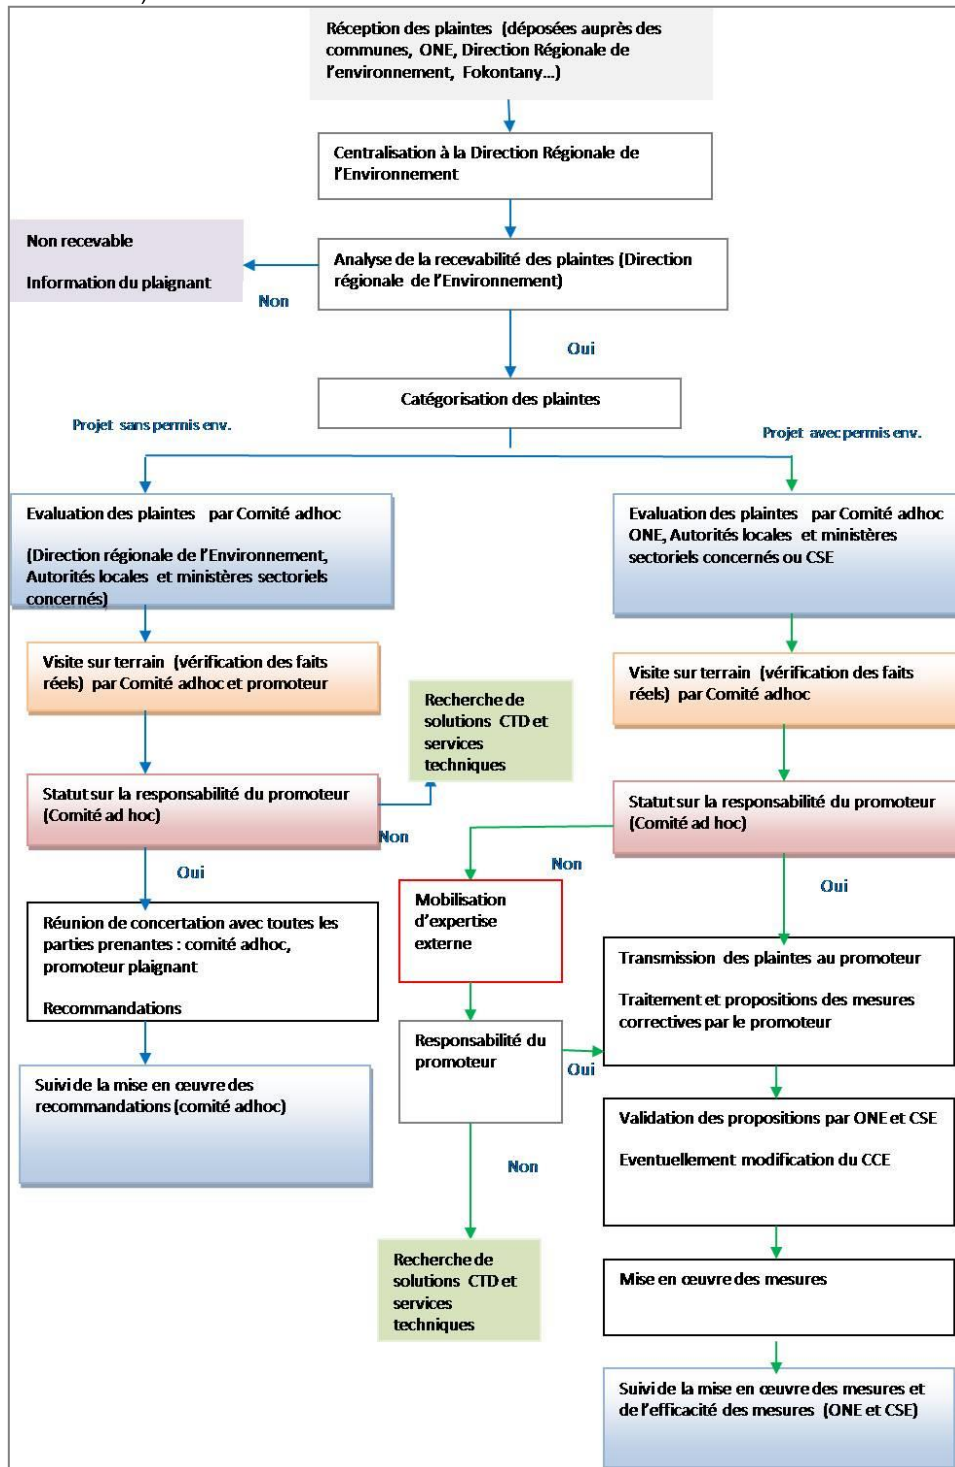 Réception des plaintes (déposées auprès des
communes, ONE, Direction Régionale de
l'environnement, Fokontany...)
Centralisation à la Direction Régionale de
l'Environnement
Non recevable
Information du plaignant
Analyse de la recevabilité des plaintes (Direction
régionale de l'Environnement)
Non
Oui
Catégorisation des plaintes
Projet sans permis env.
Projet avec permis env.
Evaluation des plaintes par Comité adhoc
(Direction régionale de l'Environnement,
Autorités locales et ministères sectoriels
concernés)
Evaluation des plaintes par Comité adhoc
ONE, Autorités locales et ministères
sectoriels concernés ou CSE
Visite sur terrain (vérification des faits
réels) par Comité adhoc et promoteur
Visite sur terrain (vérification des faits
réels) par Comité adhoc
Recherche de
solutions CTD et
services
techniques
Statut sur la responsabilité du promoteur
(Comité ad hoc)
Non
Oui
Statut sur la responsabilité du promoteur
(Comité ad hoc)
Non
Oui
Réunion de concertation avec toutes les
parties prenantes : comité adhoc,
promoteur plaignant
Recommandations
Mobilisation
d'expertise
externe
Transmission des plaintes au promoteur
Traitement et propositions des mesures
correctives par le promoteur
Responsabilité du
promoteur
Oui
Non
Suivi de la mise en œuvre des
recommandations (comité adhoc)
Validation des propositions par ONE et CSE
Eventuellement modification du CCE
Recherche de
solutions CTD et
services
techniques
Mise en œuvre des mesures
Suivi de la mise en œuvre des mesures et
de l'efficacité des mesures (ONE et CSE)